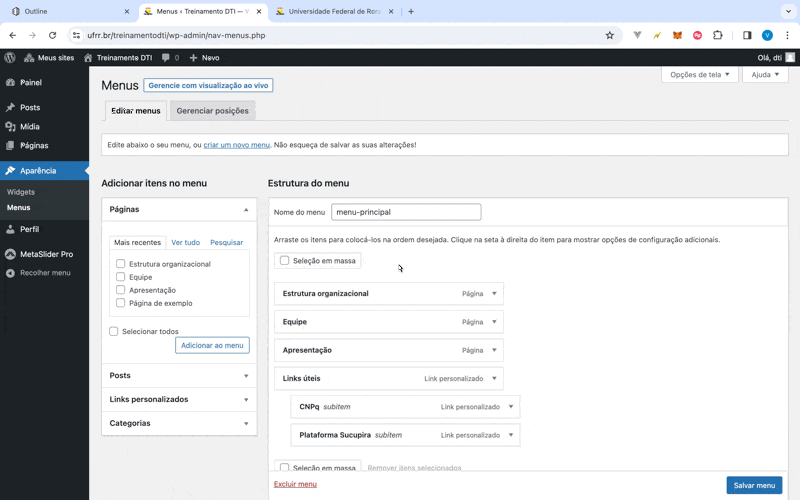 Outline
Menus ‹ Treinamento DTI — V
Universidade Federal de Ror
ufrr.br/treinamentodti/wp-admin/nav-menus.php
Meus sites
Treinamente DTI
0
Novo
Olá, dti
Painel
Posts
Mídia
Páginas
Aparência
Widgets
Menus
Perfil
MetaSlider Pro
Recolher menu
Opções de tela
Ajuda
Menus
Gerencie com visualização ao vivo
Editar menus
Gerenciar posições
Edite abaixo o seu menu, ou criar um novo menu. Não esqueça de salvar as suas alterações!
Adicionar itens no menu
Páginas
Mais recentes
Ver tudo
Pesquisar
Estrutura organizacional
Equipe
Apresentação
Página de exemplo
Selecionar todos
Adicionar ao menu
Posts
Links personalizados
Categorias
Estrutura do menu
Nome do menu
menu-principal
Arraste os itens para colocá-los na ordem desejada. Clique na seta à direita do item para mostrar opções de configuração adicionais.
Seleção em massa
Estrutura organizacional Página
Equipe Página
Apresentação Página
Links úteis Link personalizado
CNPq subitem Link personalizado
Plataforma Sucupira subitem Link personalizado
Seleção em massa
Remover itens selecionados
Excluir menu
Salvar menu